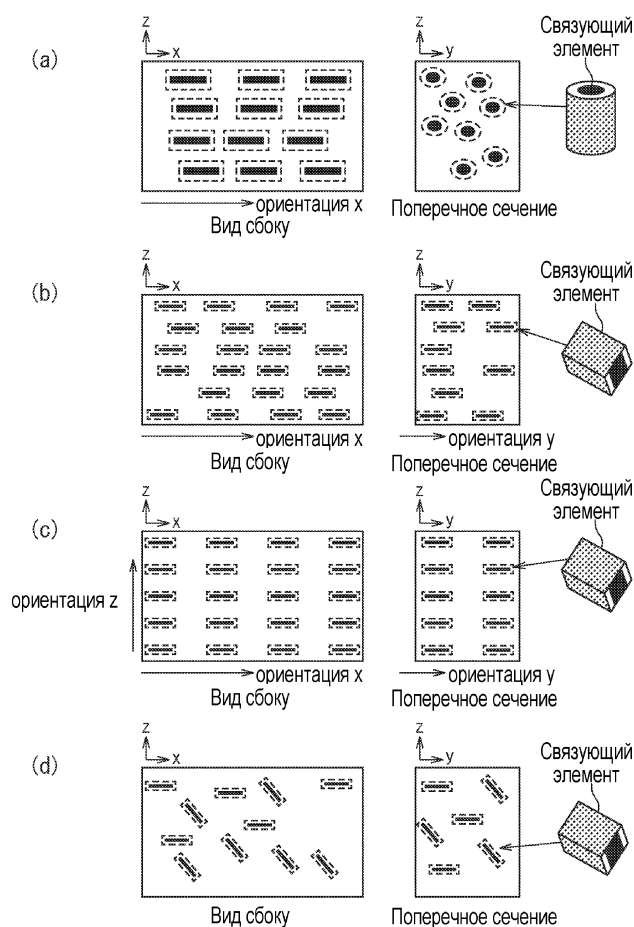 (a)
z
x
z
y
Связующий
элемент
ориентация x
Вид сбоку
Поперечное сечение
(b)
z
x
z
y
Связующий
элемент
ориентация x
ориентация y
Вид сбоку
Поперечное сечение
(c)
z
x
z
y
Связующий
элемент
ориентация z
ориентация x
ориентация y
Вид сбоку
Поперечное сечение
(d)
z
x
z
y
Связующий
элемент
Вид сбоку
Поперечное сечение